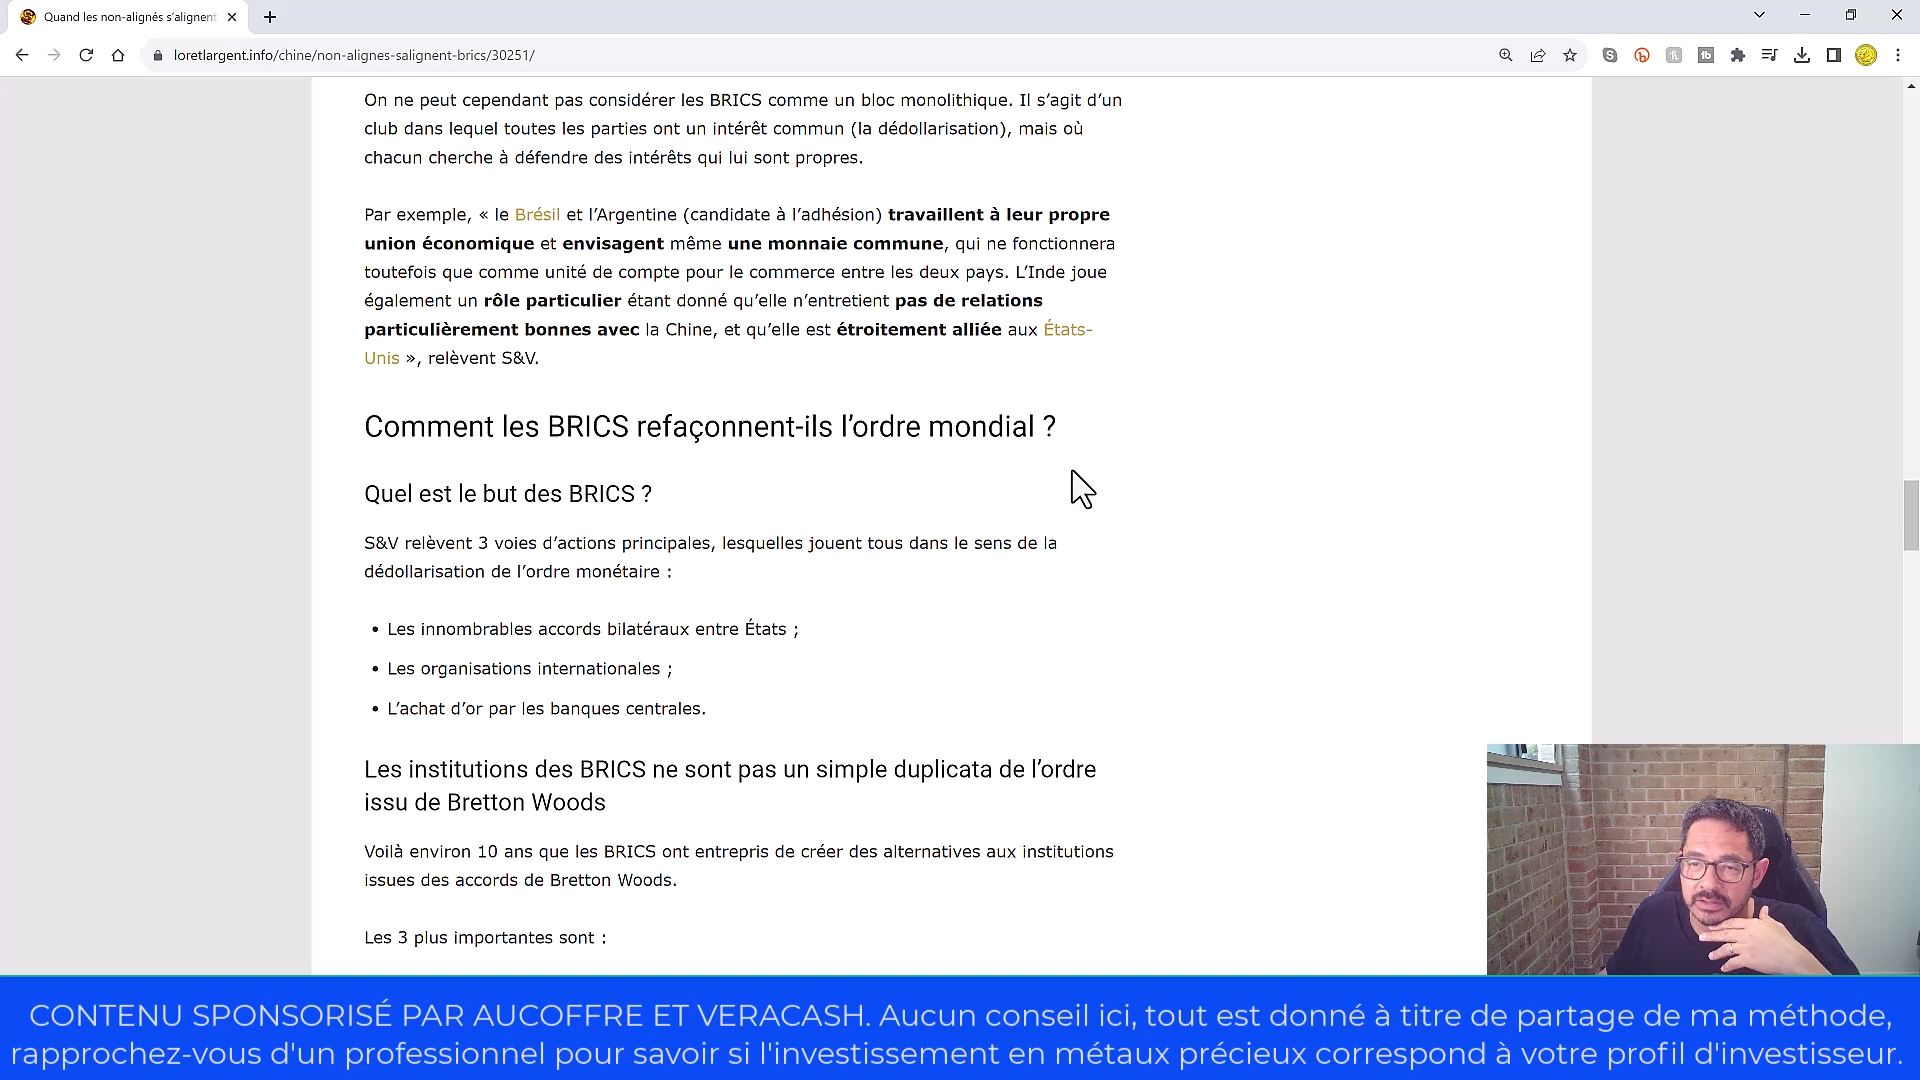 Quand les non-alignés s'alignent
loretlargent.info/chine/non-alignes-salignent-brics/30251/
On ne peut cependant pas considérer les BRICS comme un bloc monolithique. Il s'agit d'un
club dans lequel toutes les parties ont un intérêt commun (la dédollarisation), mais où
chacun cherche à défendre des intérêts qui lui sont propres.
Par exemple, « le Brésil et l'Argentine (candidate à l'adhésion) travaillent à leur propre
union économique et envisagent même une monnaie commune, qui ne fonctionnera
toutefois que comme unité de compte pour le commerce entre les deux pays. L'Inde joue
également un rôle particulier étant donné qu'elle n'entretient pas de relations
particulièrement bonnes avec la Chine, et qu'elle est étroitement alliée aux États-
Unis », relèvent S&V.
Comment les BRICS refaçonnent-ils l'ordre mondial ?
Quel est le but des BRICS ?
S&V relèvent 3 voies d'actions principales, lesquelles jouent tous dans le sens de la
dédollarisation de l'ordre monétaire :
• Les innombrables accords bilatéraux entre États ;
• Les organisations internationales ;
• L'achat d'or par les banques centrales.
Les institutions des BRICS ne sont pas un simple duplicata de l'ordre
issu de Bretton Woods
Voilà environ 10 ans que les BRICS ont entrepris de créer des alternatives aux institutions
issues des accords de Bretton Woods.
Les 3 plus importantes sont :
CONTENU SPONSORISÉ PAR AUCOFFRE ET VERACASH. Aucun conseil ici, tout est donné à titre de partage de ma méthode,
rapprochez-vous d'un professionnel pour savoir si l'investissement en métaux précieux correspond à votre profil d'investisseur.